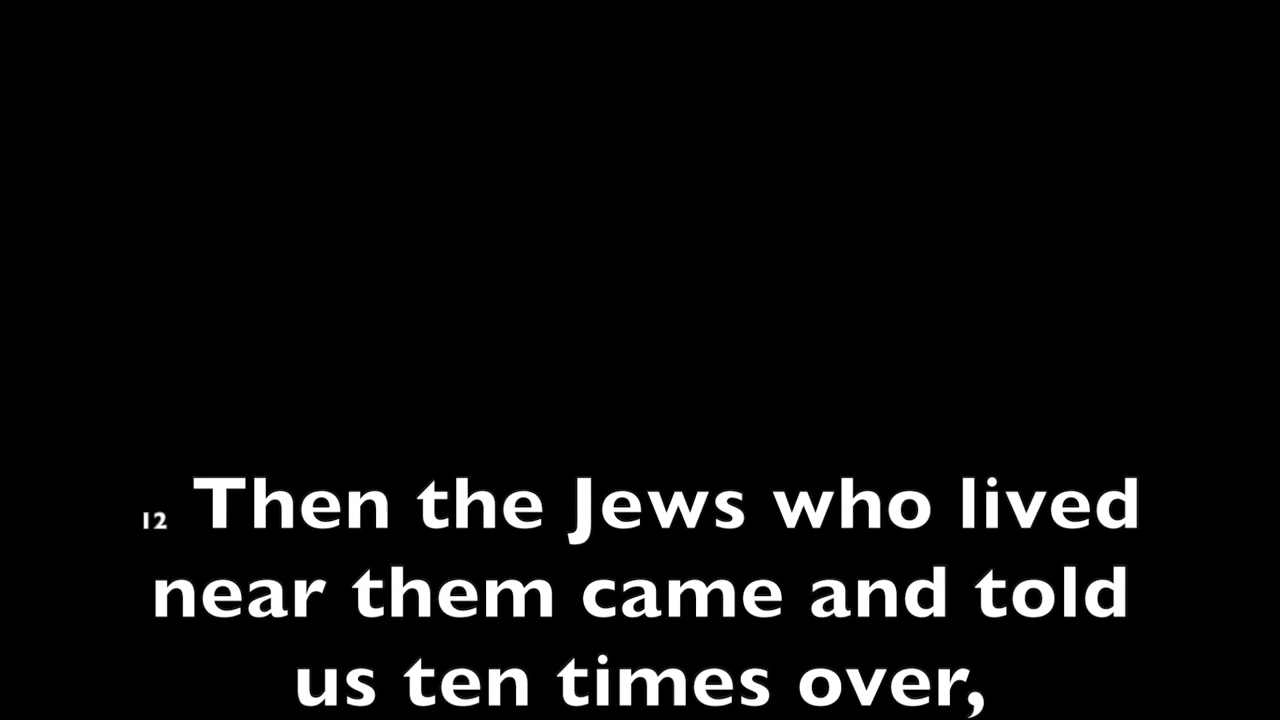 12 Then the Jews who lived
near them came and told
us ten times over,